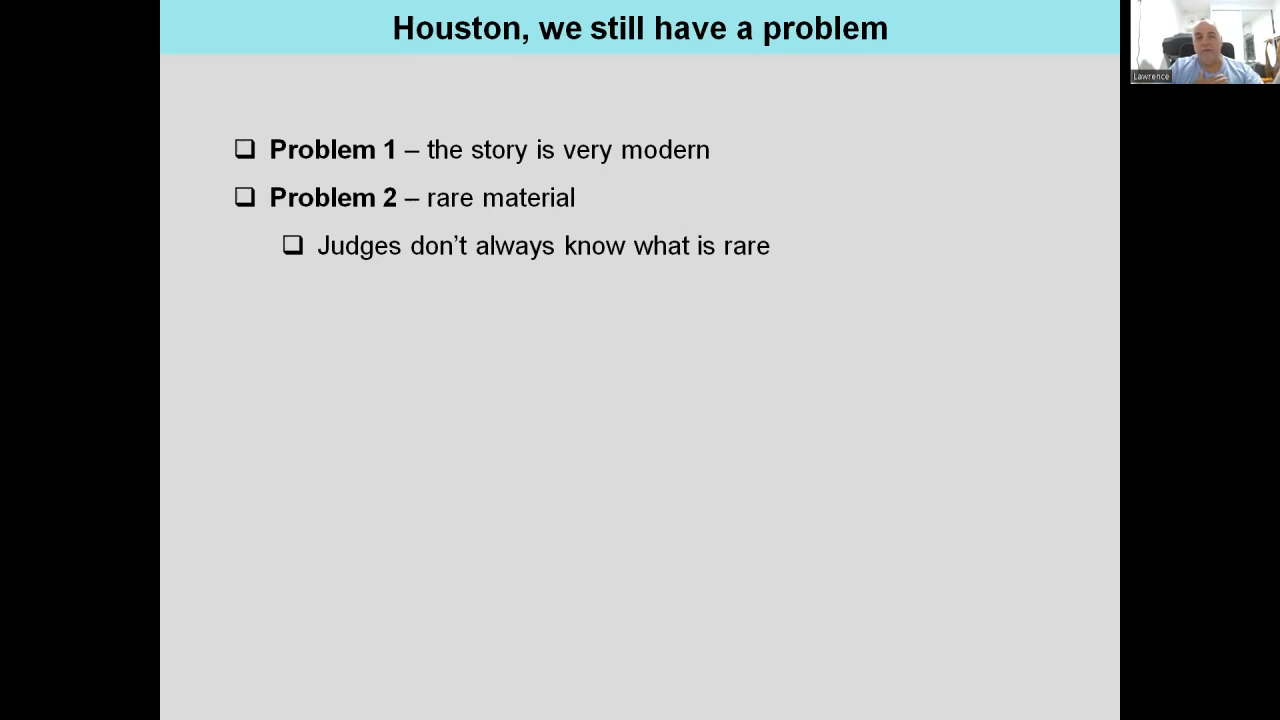 Houston, we still have a problem
Lawrence
❑ Problem 1 – the story is very modern
❑ Problem 2 – rare material
❑ Judges don’t always know what is rare